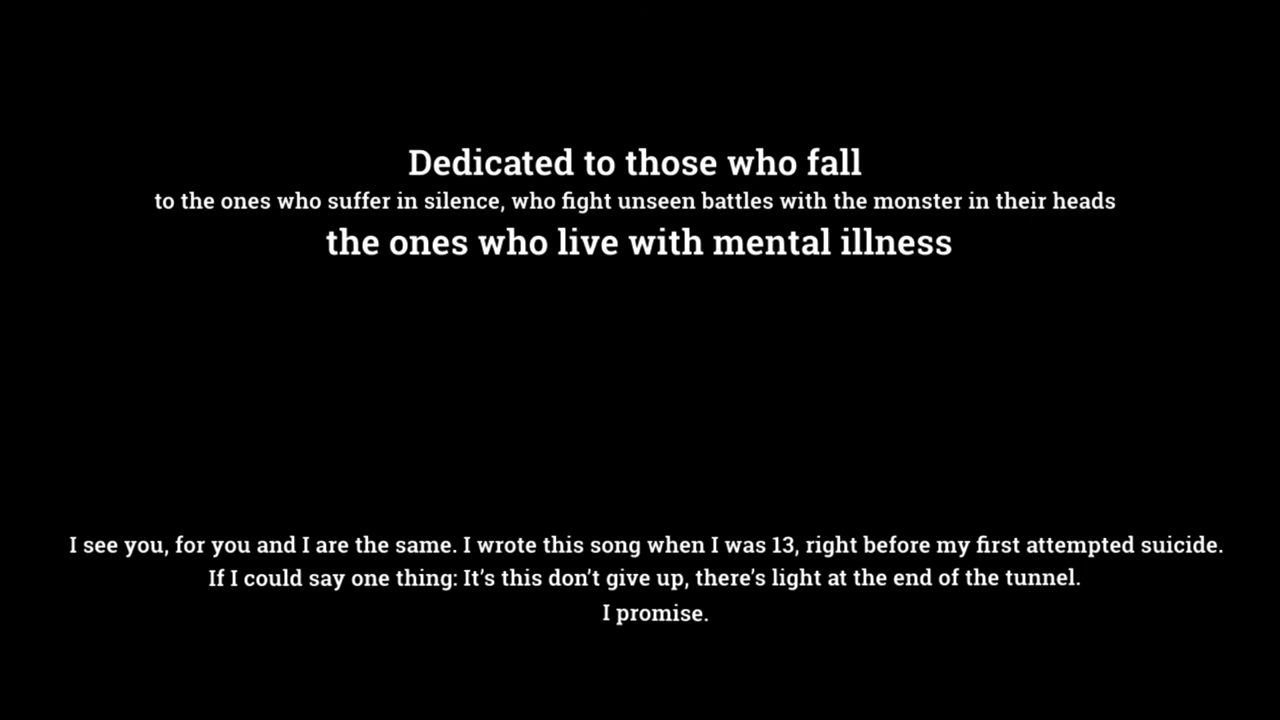 Dedicated to those who fall
to the ones who suffer in silence, who fight unseen battles with the monster in their heads
the ones who live with mental illness
I see you, for you and I are the same. I wrote this song when I was 13, right before my first attempted suicide.
If I could say one thing: It’s this don’t give up, there’s light at the end of the tunnel.
I promise.